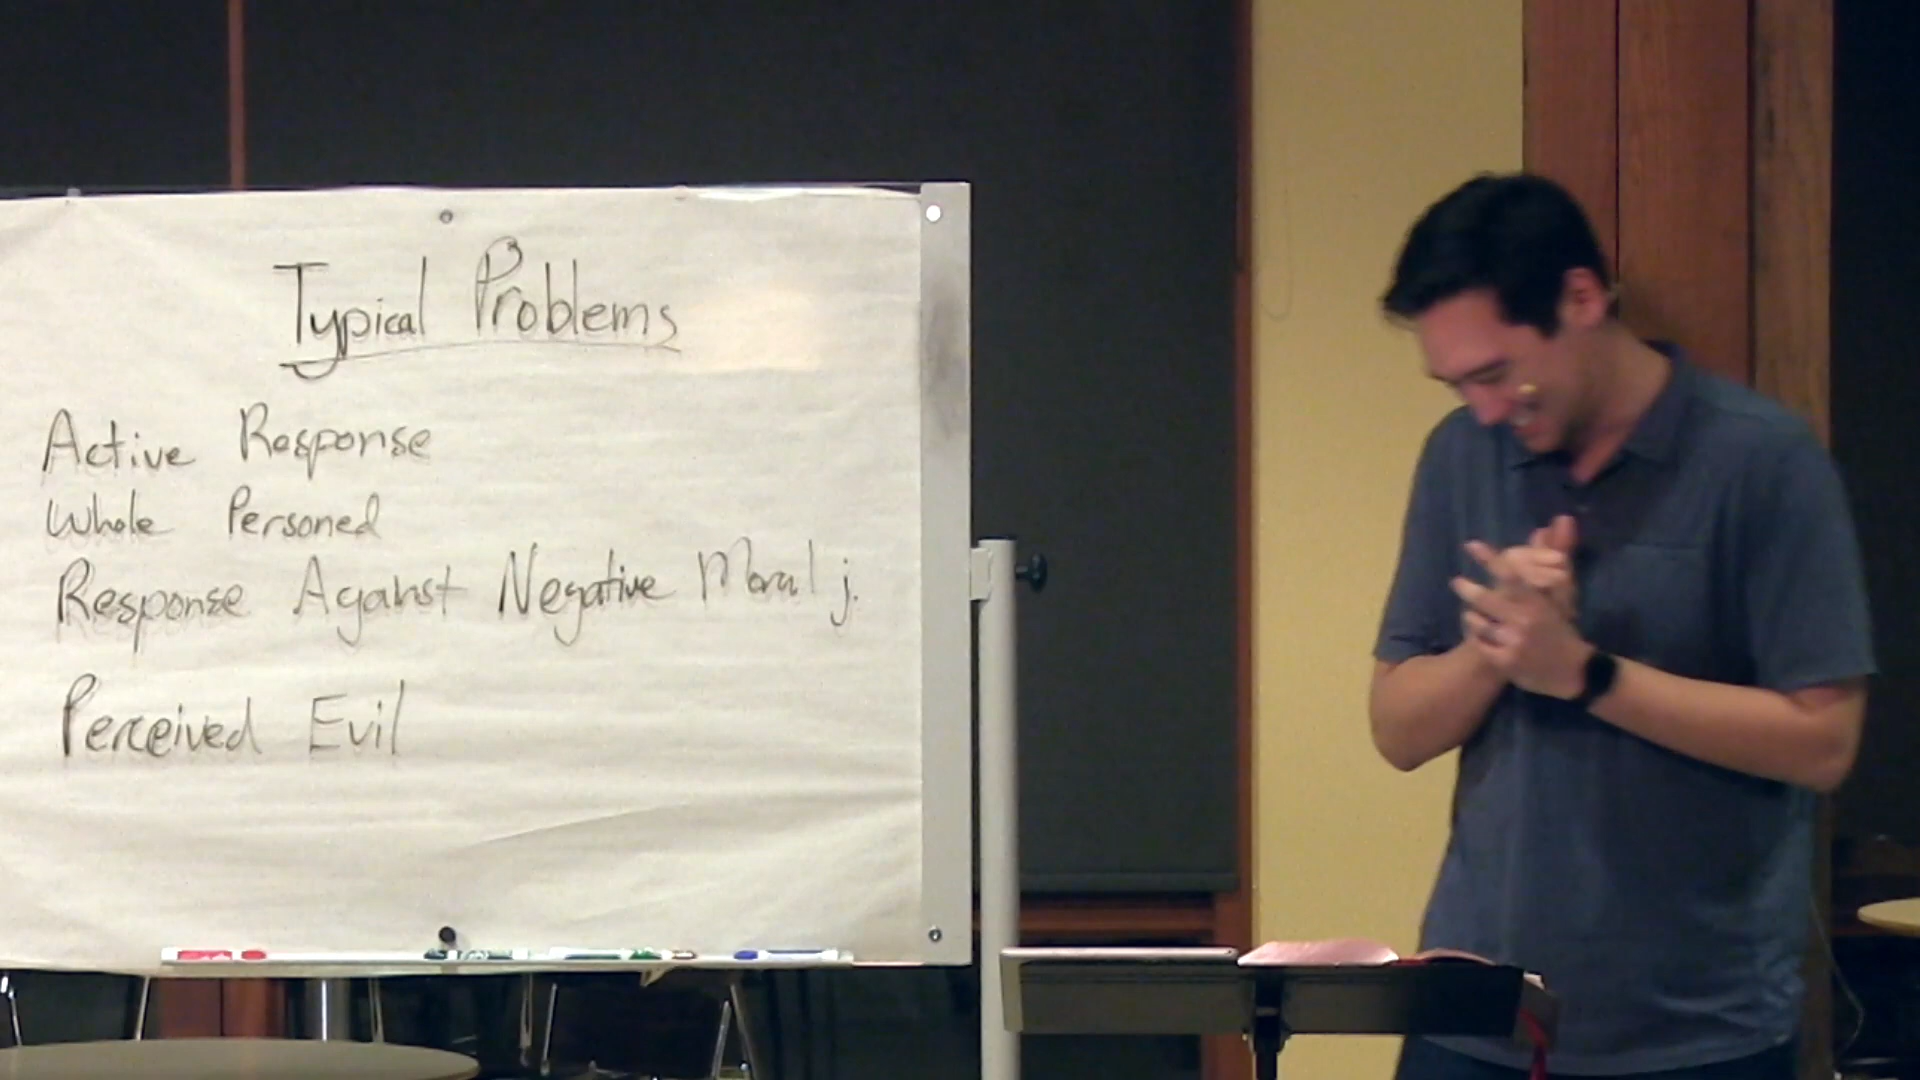 Typical Problems
Active Response
Whole Personed
Response Against Negative Moral j.
Perceived Evil